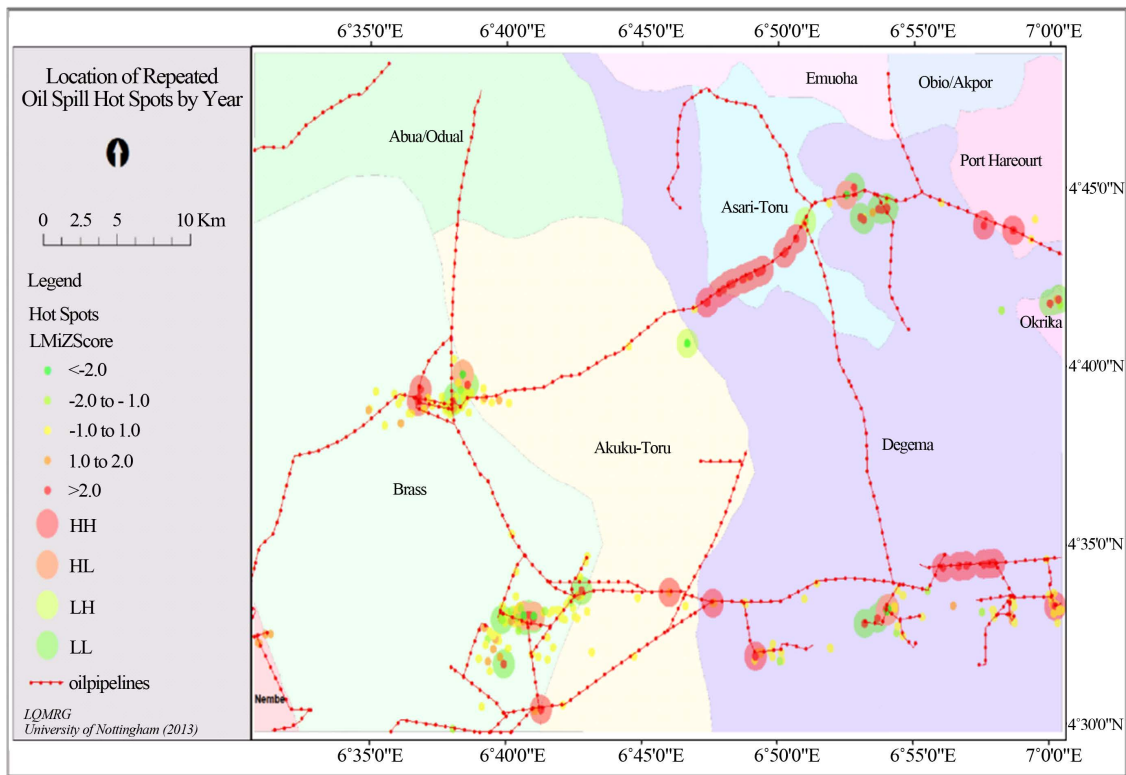 6˚35'0"E 6˚40'0"E 6˚45'0"E 6˚50'0"E 6˚55'0"E 7˚0'0"E
Location of Repeated
Oil Spill Hot Spots by Year
0 2.5 5 10 Km
Legend
Hot Spots
LMiZScore
<-2.0
-2.0 to - 1.0
-1.0 to 1.0
1.0 to 2.0
>2.0
HH
HL
LH
LL
oilpipelines
LQMRG
University of Nottingham (2013)
Emuoha
Obio/Akpor
Abua/Odual
Port Hareourt
Asari-Toru
Okrika
Akuku-Toru
Degema
Brass
Nembe
4˚45'0"N
4˚40'0"N
4˚35'0"N
4˚30'0"N
6˚35'0"E 6˚40'0"E 6˚45'0"E 6˚50'0"E 6˚55'0"E 7˚0'0"E